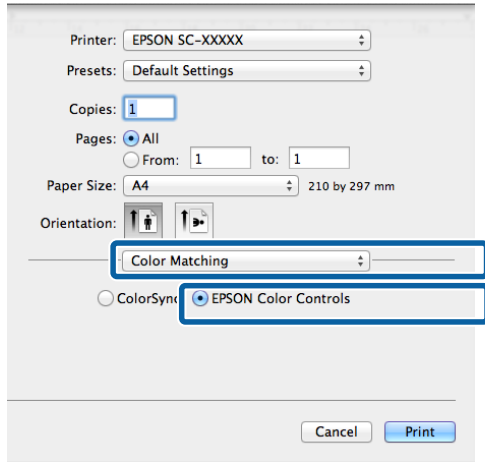 Printer: EPSON SC-XXXXX
Presets: Default Settings
Copies: 1
Pages: All
From: 1 to: 1
Paper Size: A4 210 by 297 mm
Orientation:
Color Matching
ColorSync EPSON Color Controls
Cancel Print